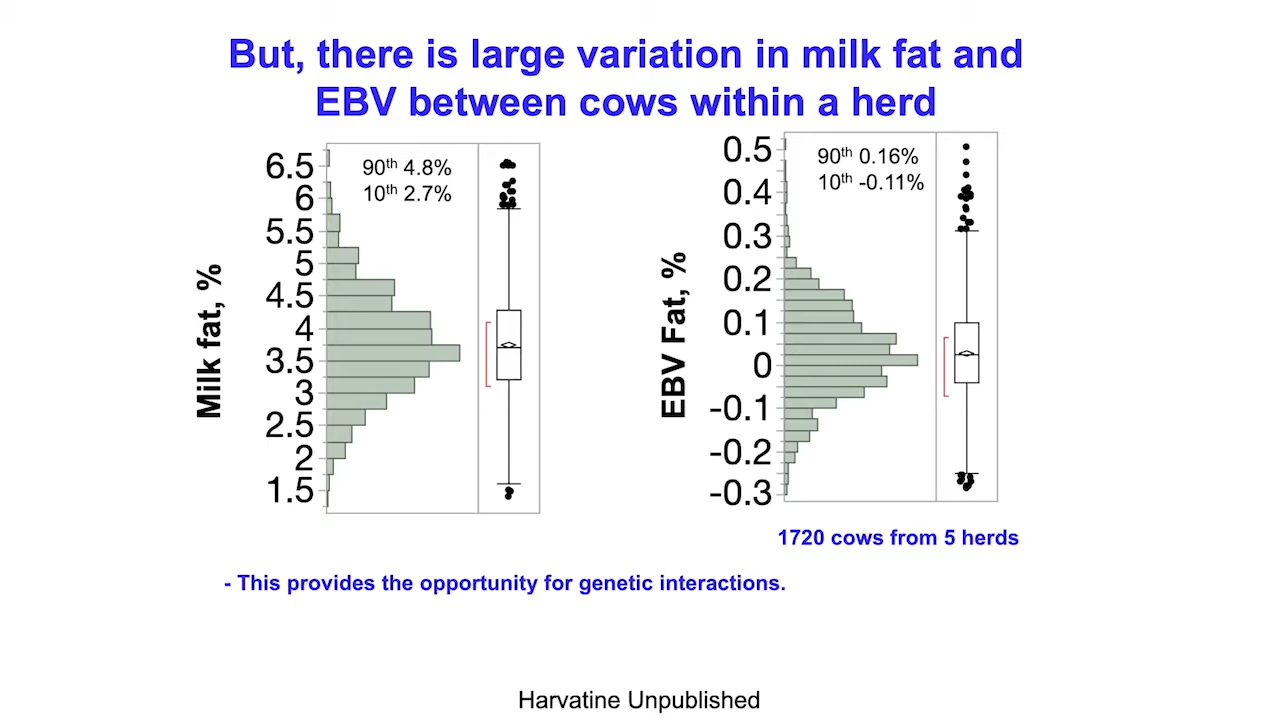 But, there is large variation in milk fat and
EBV between cows within a herd
Milk fat, %
6.5
6
5.5
5
4.5
4
3.5
3
2.5
2
1.5
90th 4.8%
10th 2.7%
EBV Fat, %
0.5
0.4
0.3
0.2
0.1
0
-0.1
-0.2
-0.3
90th 0.16%
10th -0.11%
1720 cows from 5 herds
- This provides the opportunity for genetic interactions.
Harvatine Unpublished